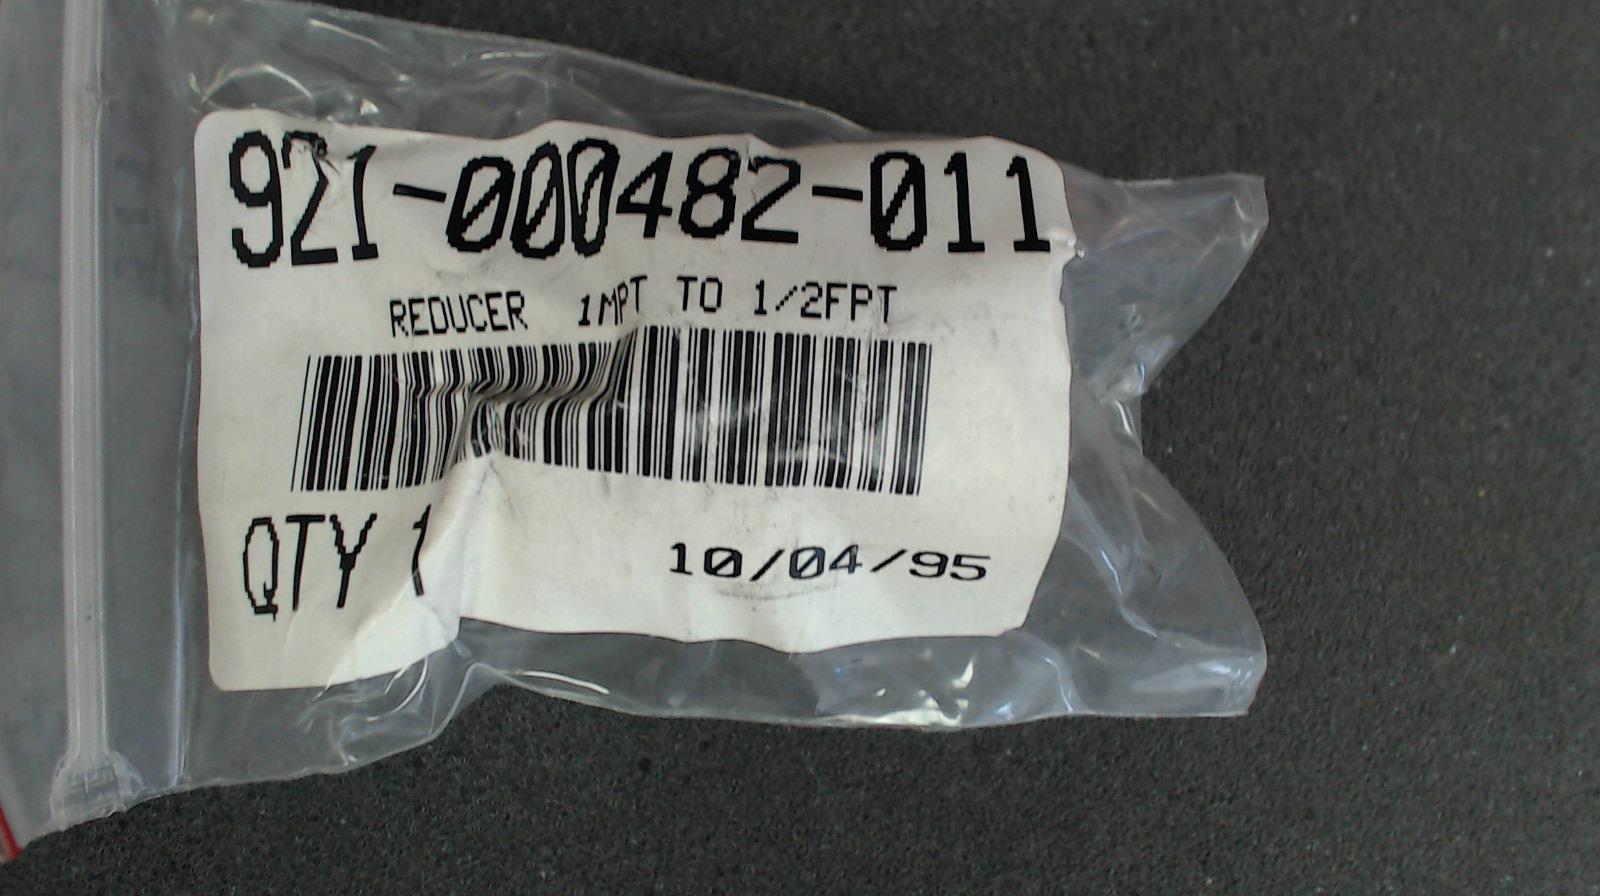 921-000482-011
REDUCER 1MPT TO 1/2FPT
QTY 1
10/04/95